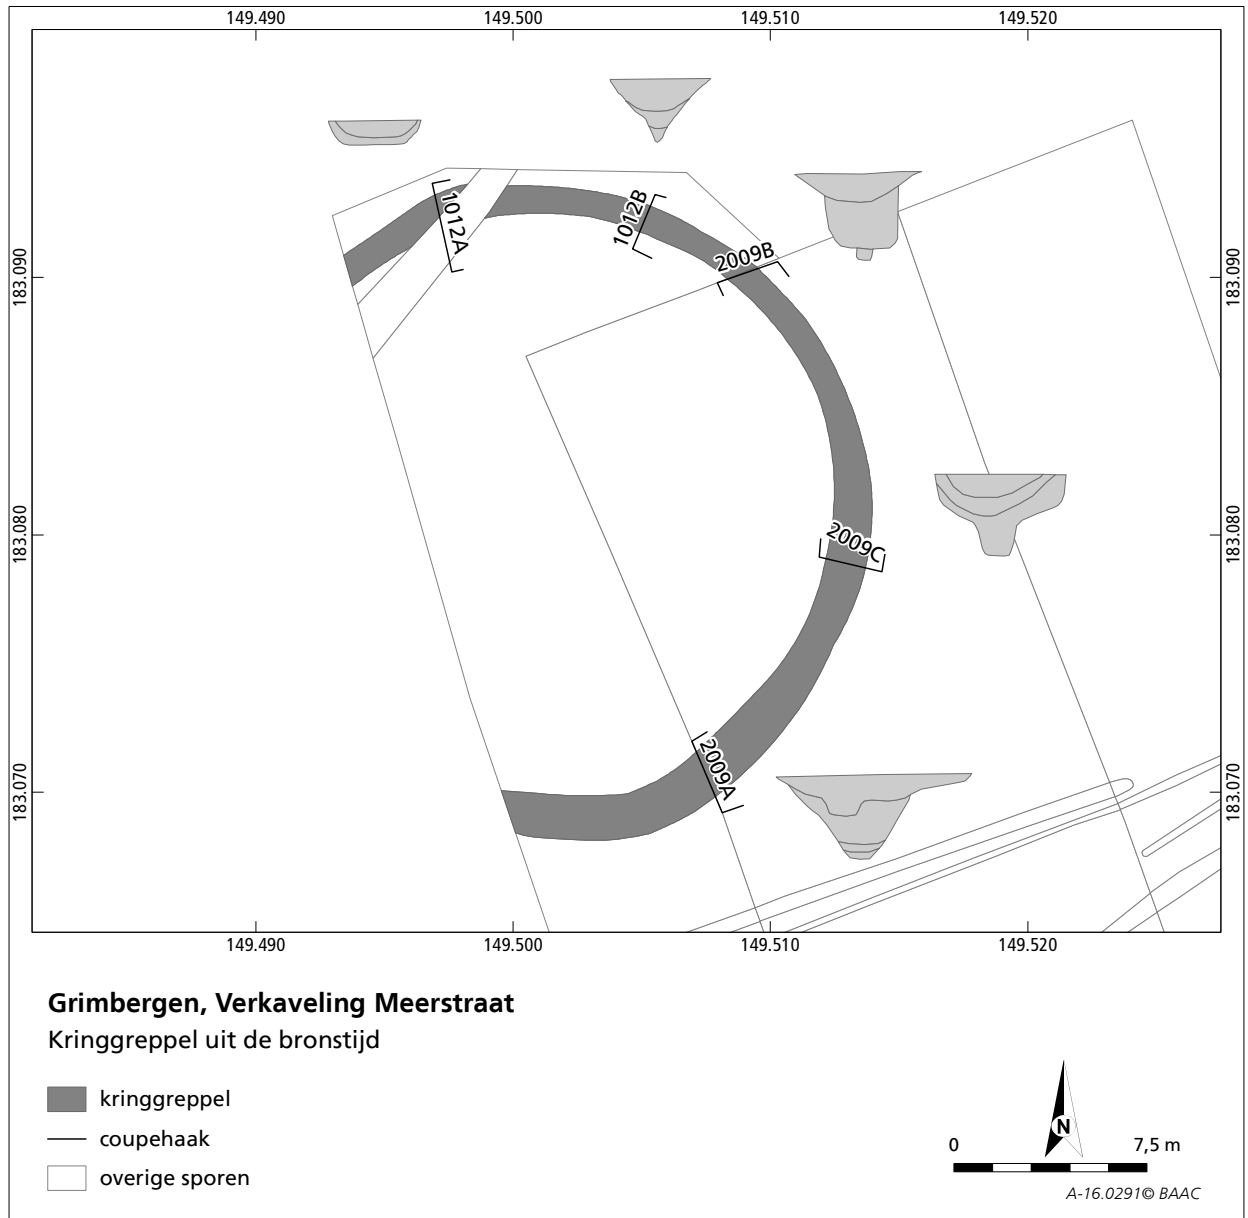 149.490 149.500 149.510 149.520
183.090 183.090
183.080 183.080
183.070 183.070
1012A
1012B
2009B
2009C
2009A
149.490 149.500 149.510 149.520
Grimbergen, Verkaveling Meerstraat
Kringgreppel uit de bronstijd
kringgreppel
coupehaak
overige sporen
N
0 7,5 m
A-16.0291© BAAC